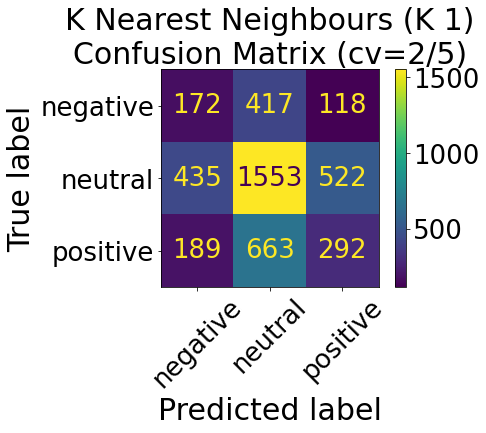 K Nearest Neighbours (K 1)
Confusion Matrix (cv=2/5)
True label
negative 172 417 118
neutral 435 1553 522
positive 189 663 292
negative neutral positive
Predicted label
1500
1000
500